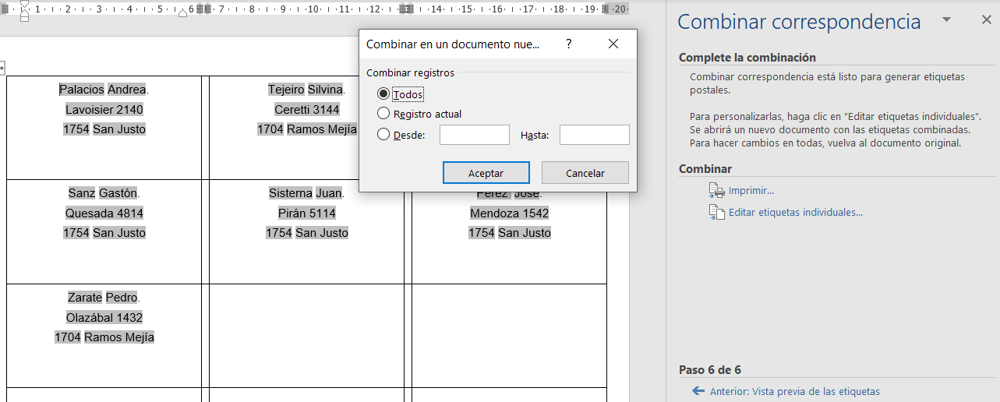 1 2 3 4 5 6 7 8 9 10 11 12 13 14 15 16 17 18 19 20
Palacios Andrea.
Lavoisier 2140
1754 San Justo
Tejeiro Silvina.
Ceretti 3144
1704 Ramos Mejía
Sanz Gastón.
Quesada 4814
1754 San Justo
Sisterna Juan.
Pirán 5114
1754 San Justo
Perez José.
Mendoza 1542
1754 San Justo
Zarate Pedro.
Olazábal 1432
1704 Ramos Mejía
Combinar en un documento nue... ?
Combinar registros
Todos
Registro actual
Desde: Hasta:
Aceptar Cancelar
Combinar correspondencia
Complete la combinación
Combinar correspondencia está listo para generar etiquetas
postales.
Para personalizarlas, haga clic en "Editar etiquetas individuales".
Se abrirá un nuevo documento con las etiquetas combinadas.
Para hacer cambios en todas, vuelva al documento original.
Combinar
Imprimir...
Editar etiquetas individuales...
Paso 6 de 6
Anterior: Vista previa de las etiquetas